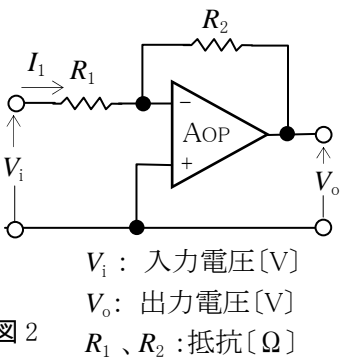 R₂
I₁
R₁
−
AOP
+
Vᵢ
Vₒ
Vᵢ： 入力電圧〔V〕
Vₒ： 出力電圧〔V〕
図 2
R₁ 、R₂ :抵抗〔Ω〕